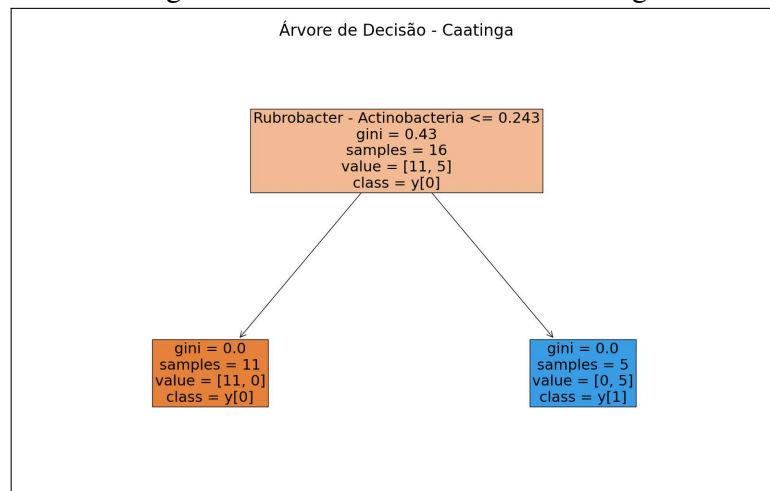 Árvore de Decisão - Caatinga
Rubrobacter - Actinobacteria <= 0.243
gini = 0.43
samples = 16
value = [11, 5]
class = y[0]
gini = 0.0
samples = 11
value = [11, 0]
class = y[0]
gini = 0.0
samples = 5
value = [0, 5]
class = y[1]